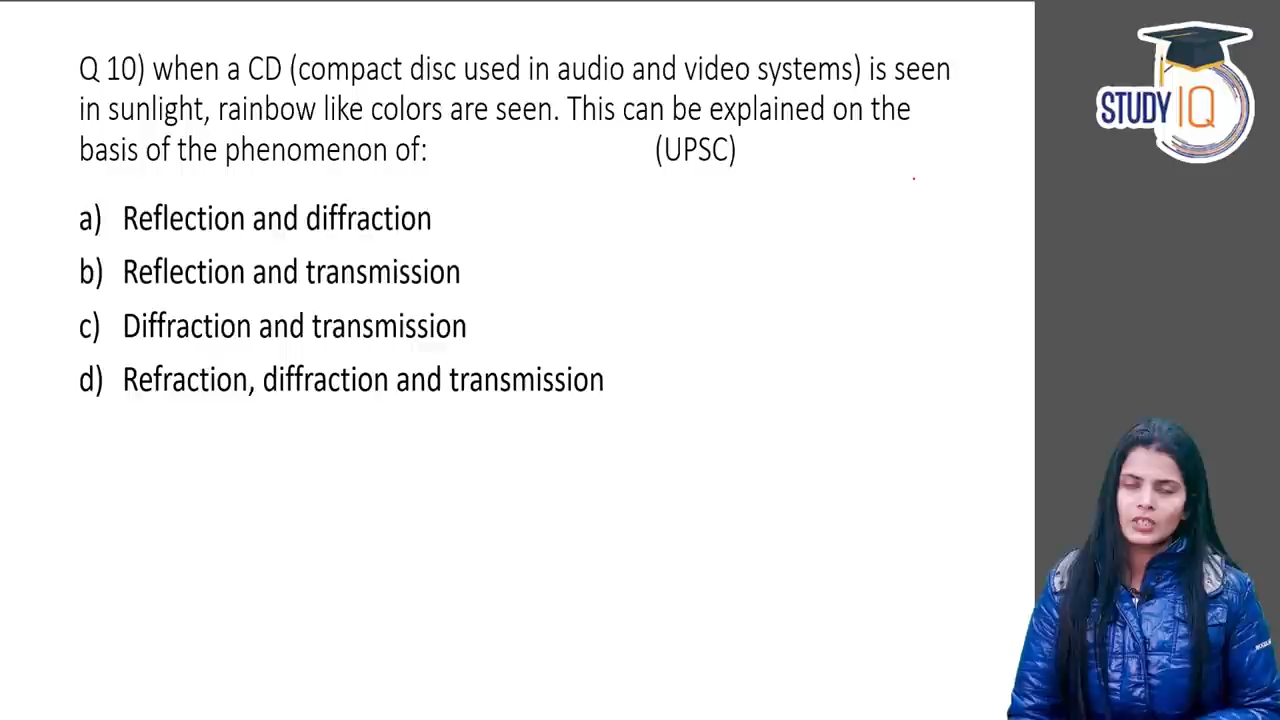 Q 10) when a CD (compact disc used in audio and video systems) is seen
in sunlight, rainbow like colors are seen. This can be explained on the
basis of the phenomenon of: (UPSC)
a) Reflection and diffraction
b) Reflection and transmission
c) Diffraction and transmission
d) Refraction, diffraction and transmission
STUDY IQ